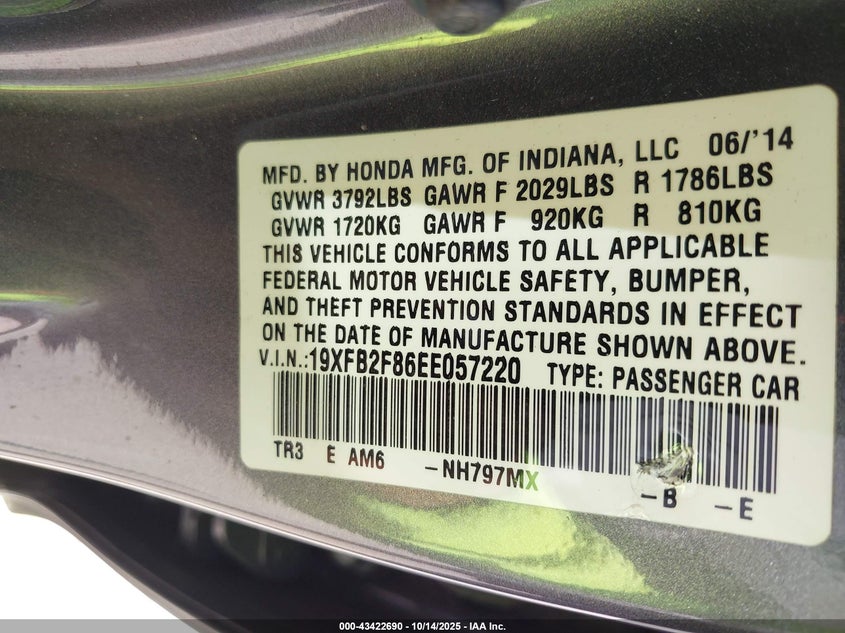 MFD. BY HONDA MFG. OF INDIANA, LLC 06/'14
GVWR 3792LBS GAWR F 2029LBS R 1786LBS
GVWR 1720KG GAWR F 920KG R 810KG
THIS VEHICLE CONFORMS TO ALL APPLICABLE
FEDERAL MOTOR VEHICLE SAFETY, BUMPER,
AND THEFT PREVENTION STANDARDS IN EFFECT
ON THE DATE OF MANUFACTURE SHOWN ABOVE.
V.I.N.:19XFB2F86EE057220 TYPE: PASSENGER CAR
TR3 E AM6 -NH797MX -B -E
000-43422690 - 10/14/2025 - IAA Inc.